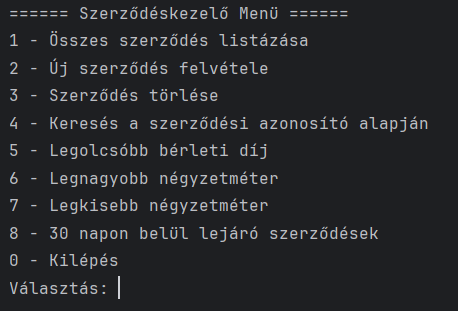 ====== Szerződéskezelő Menü ======
1 - Összes szerződés listázása
2 - Új szerződés felvétele
3 - Szerződés törlése
4 - Keresés a szerződési azonosító alapján
5 - Legolcsóbb bérleti díj
6 - Legnagyobb négyzetméter
7 - Legkisebb négyzetméter
8 - 30 napon belül lejáró szerződések
0 - Kilépés
Választás: